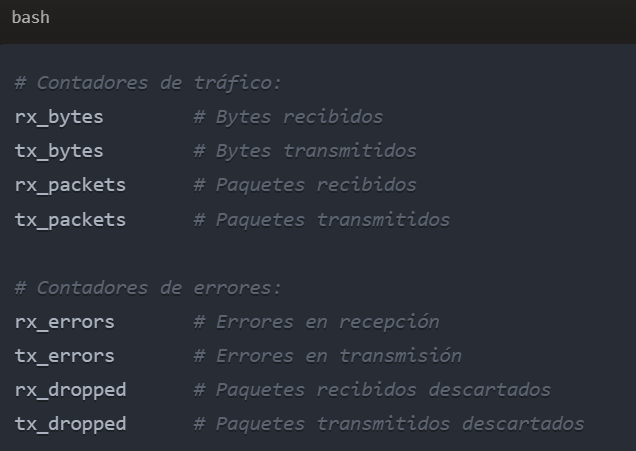 bash
# Contadores de tráfico:
rx_bytes        # Bytes recibidos
tx_bytes        # Bytes transmitidos
rx_packets      # Paquetes recibidos
tx_packets      # Paquetes transmitidos
# Contadores de errores:
rx_errors       # Errores en recepción
tx_errors       # Errores en transmisión
rx_dropped      # Paquetes recibidos descartados
tx_dropped      # Paquetes transmitidos descartados